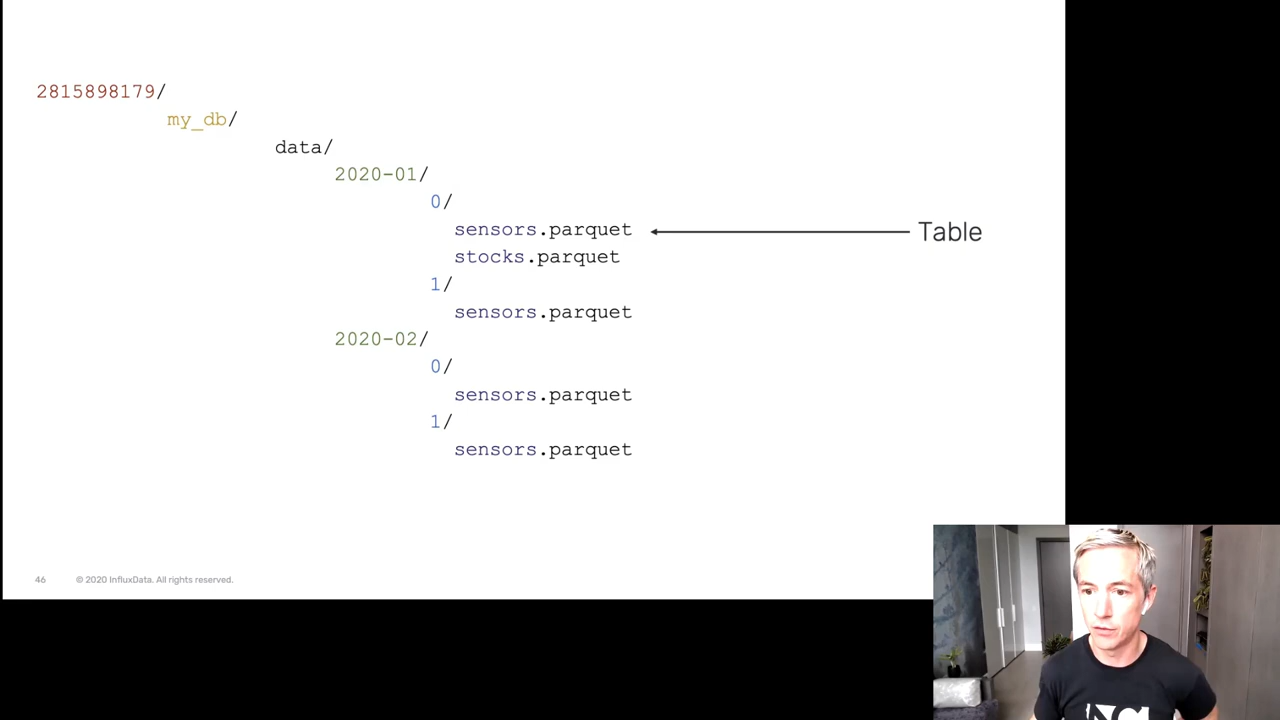 2815898179/
my_db/
data/
2020-01/
0/
sensors.parquet
Table
stocks.parquet
1/
sensors.parquet
2020-02/
0/
sensors.parquet
1/
sensors.parquet
46 © 2020 InfluxData. All rights reserved.